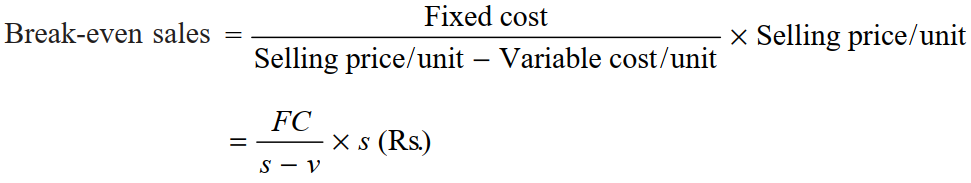 Break-even sales = Fixed cost / Selling price/unit – Variable cost/unit × Selling price/unit
= FC / s – v × s (Rs.)